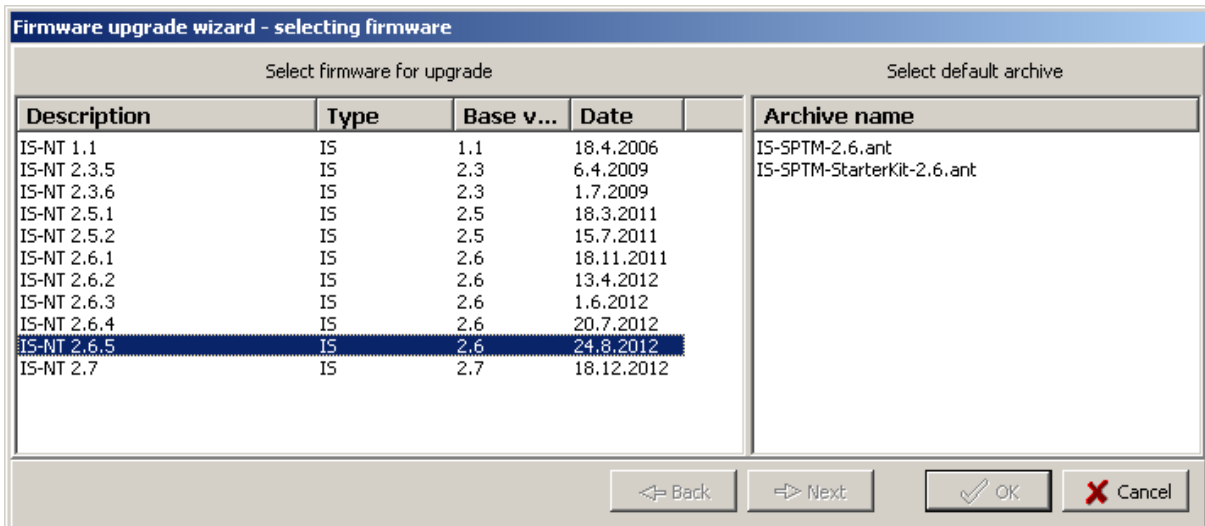 Firmware upgrade wizard - selecting firmware
Select firmware for upgrade
Select default archive
Description Type Base v... Date
Archive name
IS-NT 1.1 IS 1.1 18.4.2006
IS-NT 2.3.5 IS 2.3 6.4.2009
IS-NT 2.3.6 IS 2.3 1.7.2009
IS-NT 2.5.1 IS 2.5 18.3.2011
IS-NT 2.5.2 IS 2.5 15.7.2011
IS-NT 2.6.1 IS 2.6 18.11.2011
IS-NT 2.6.2 IS 2.6 13.4.2012
IS-NT 2.6.3 IS 2.6 1.6.2012
IS-NT 2.6.4 IS 2.6 20.7.2012
IS-NT 2.6.5 IS 2.6 24.8.2012
IS-NT 2.7 IS 2.7 18.12.2012
IS-SPTM-2.6.ant
IS-SPTM-StarterKit-2.6.ant
Back Next OK Cancel